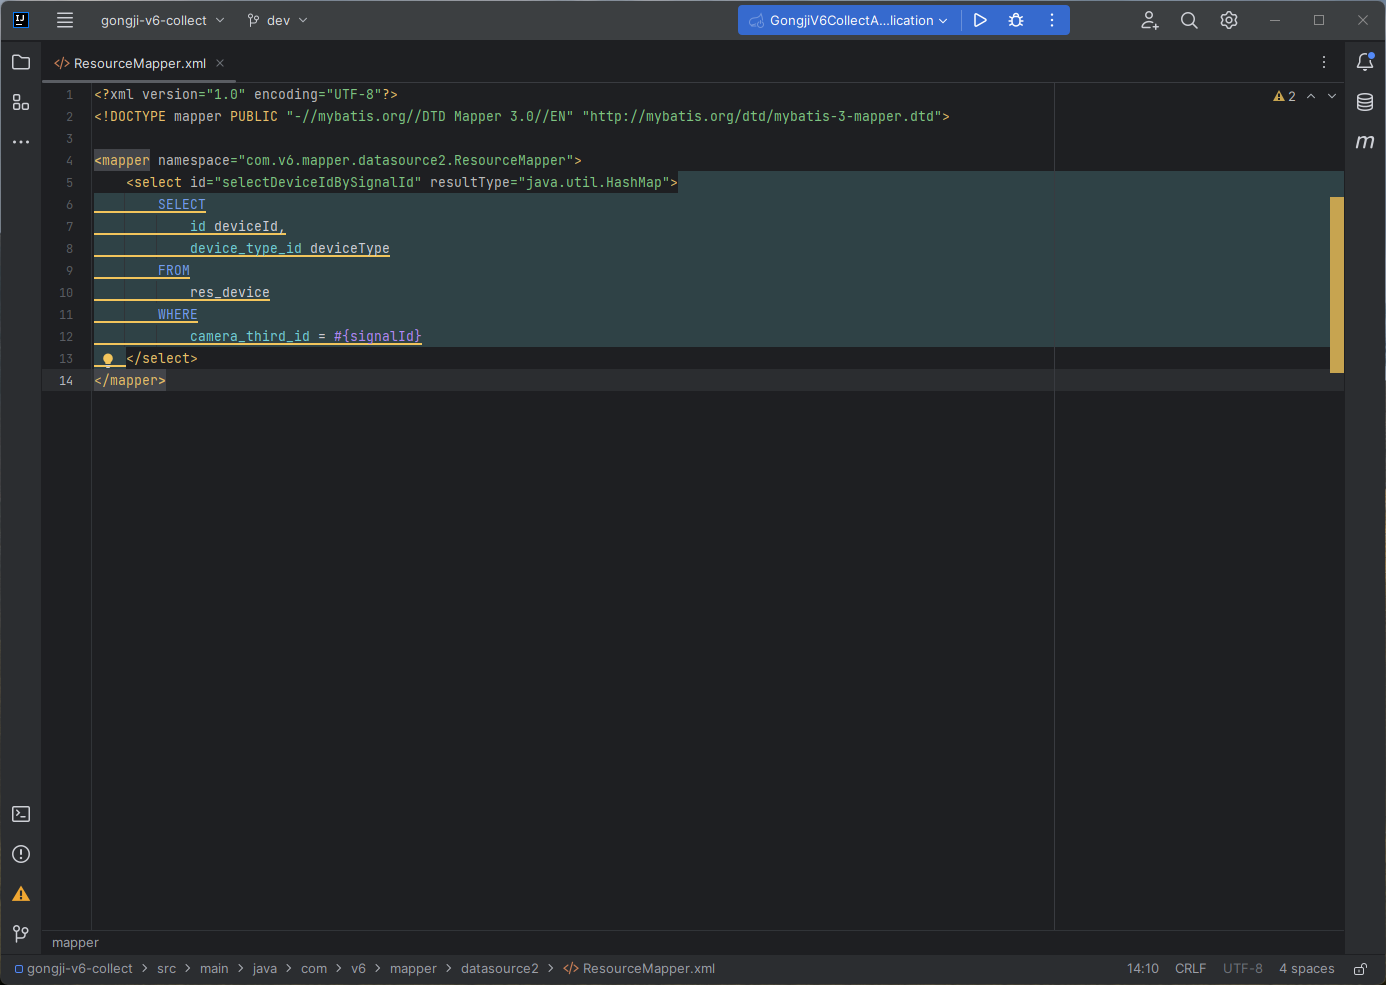 gongji-v6-collect dev GongjiV6CollectA...lication
ResourceMapper.xml
1 <?xml version="1.0" encoding="UTF-8"?>
2 <!DOCTYPE mapper PUBLIC "-//mybatis.org//DTD Mapper 3.0//EN" "http://mybatis.org/dtd/mybatis-3-mapper.dtd">
2
3
4 <mapper namespace="com.v6.mapper.datasource2.ResourceMapper">
5 <select id="selectDeviceIdBySignalId" resultType="java.util.HashMap">
6 SELECT
7 id deviceId,
8 device_type_id deviceType
9 FROM
10 res_device
11 WHERE
12 camera_third_id = #{signalId}
13 </select>
14 </mapper>
m
mapper
gongji-v6-collect > src > main > java > com > v6 > mapper > datasource2 > ResourceMapper.xml 14:10 CRLF UTF-8 4 spaces